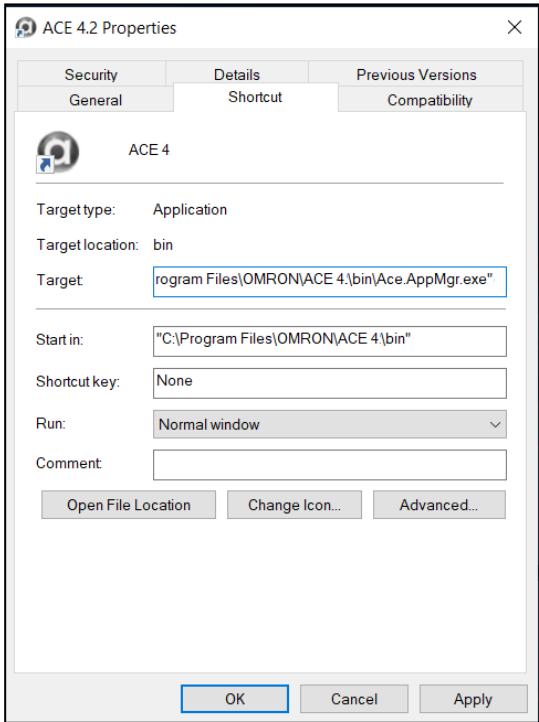 ACE 4.2 Properties
Security Details Previous Versions
General Shortcut Compatibility
ACE 4
Target type: Application
Target location: bin
Target: rogram Files\OMRON\ACE 4.\bin\Ace.AppMgr.exe"
Start in: "C:\Program Files\OMRON\ACE 4.\bin"
Shortcut key: None
Run: Normal window
Comment:
Open File Location Change Icon... Advanced...
OK Cancel Apply